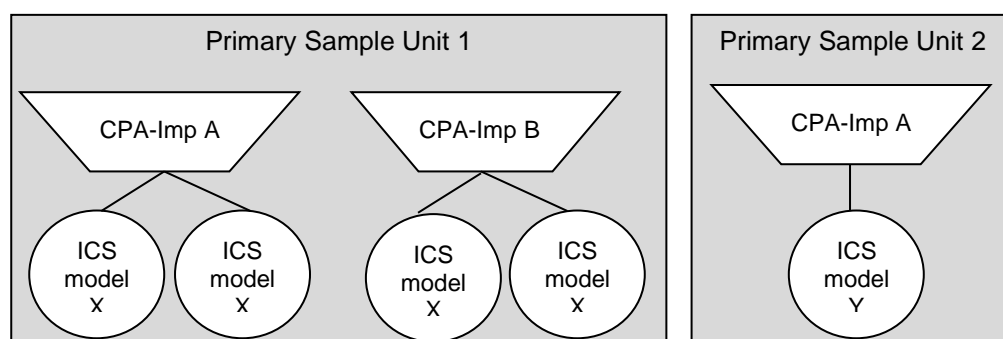 Primary Sample Unit 1
CPA-Imp A
CPA-Imp B
ICS
model
X
ICS
model
X
ICS
model
X
ICS
model
X
Primary Sample Unit 2
CPA-Imp A
ICS
model
Y